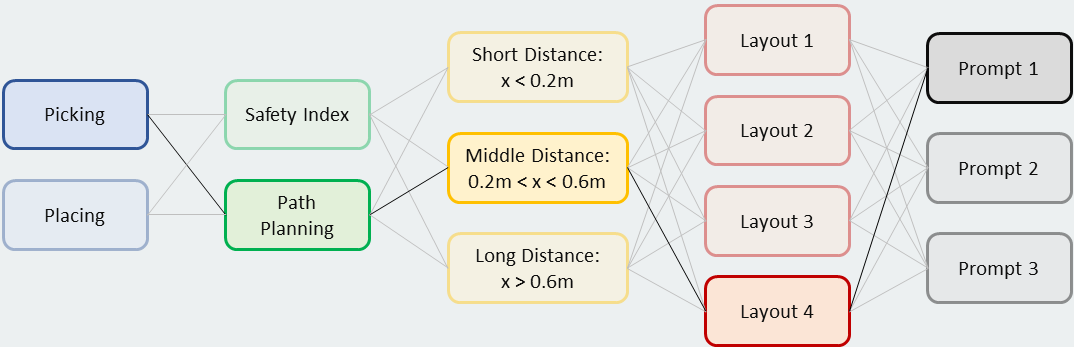 Picking
Placing
Safety Index
Path
Planning
Short Distance:
x < 0.2m
Middle Distance:
0.2m < x < 0.6m
Long Distance:
x > 0.6m
Layout 1
Layout 2
Layout 3
Layout 4
Prompt 1
Prompt 2
Prompt 3